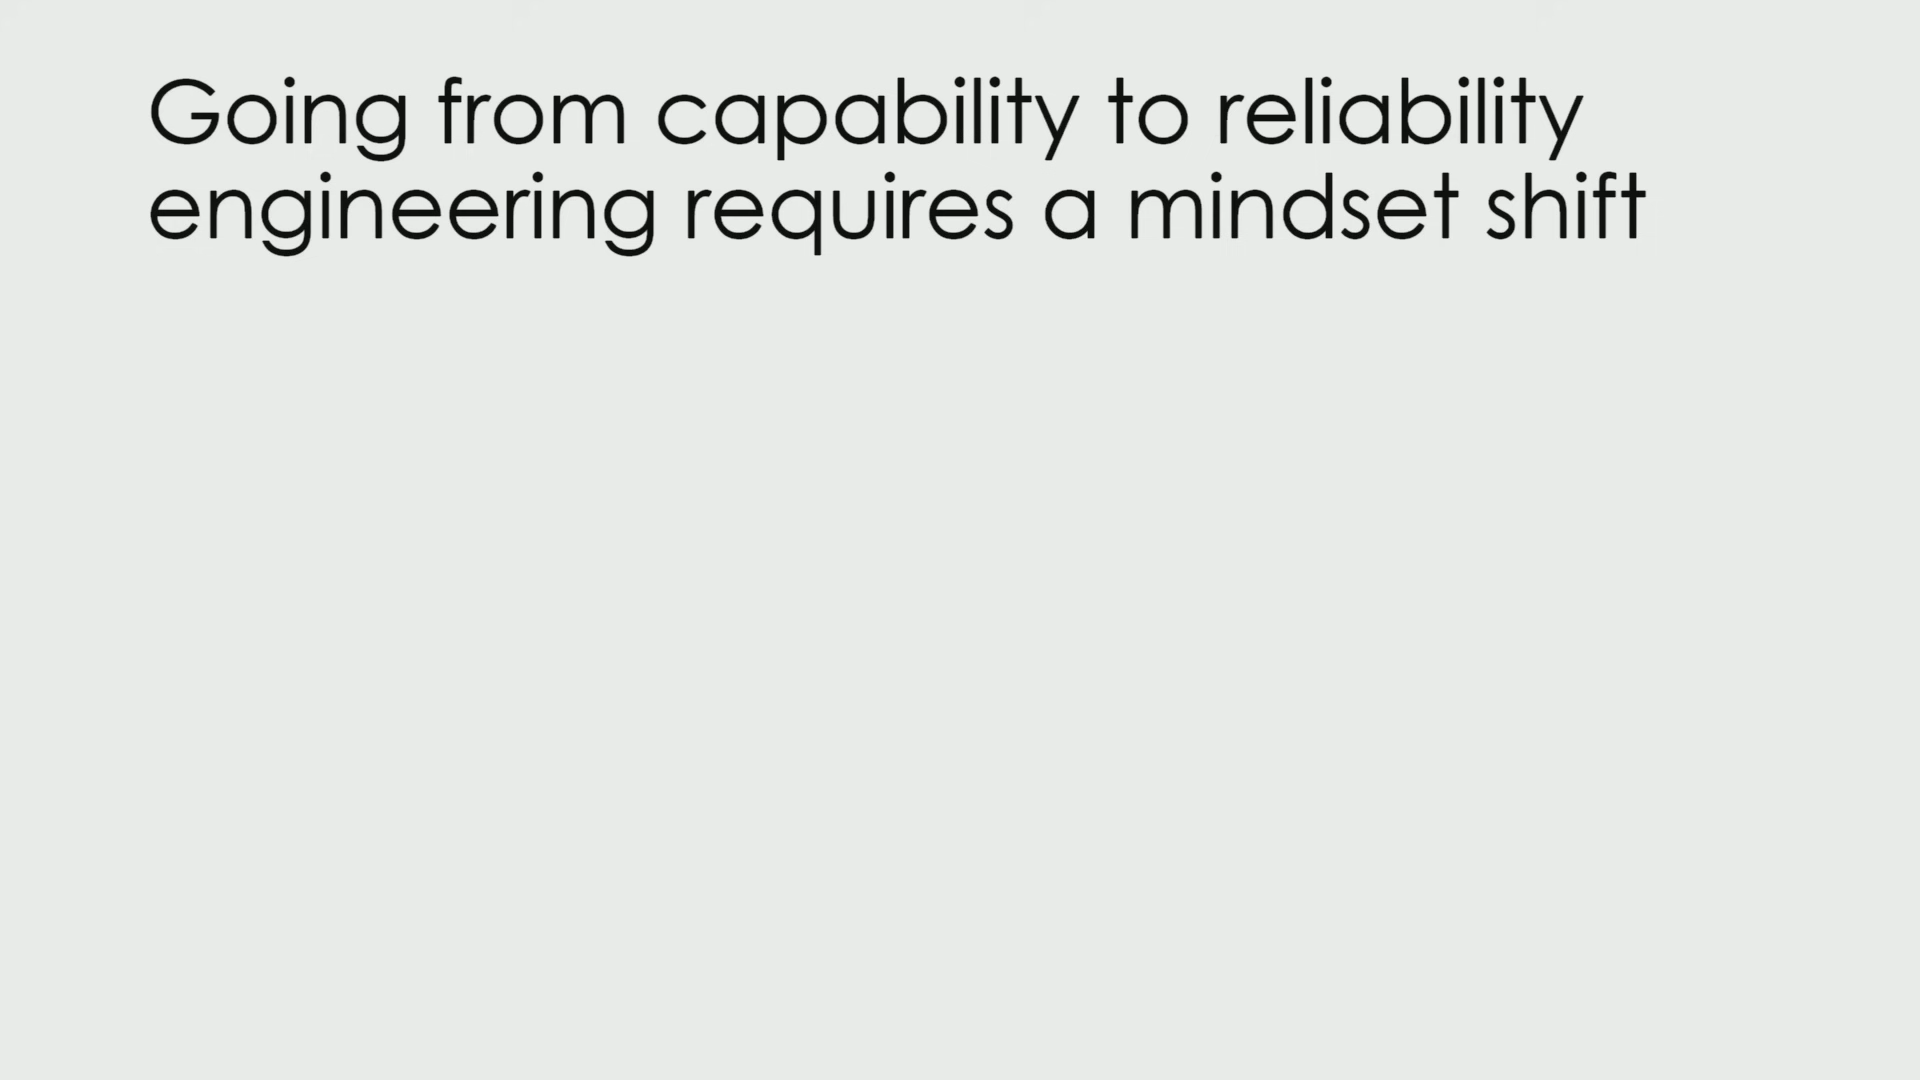 Going from capability to reliability
engineering requires a mindset shift